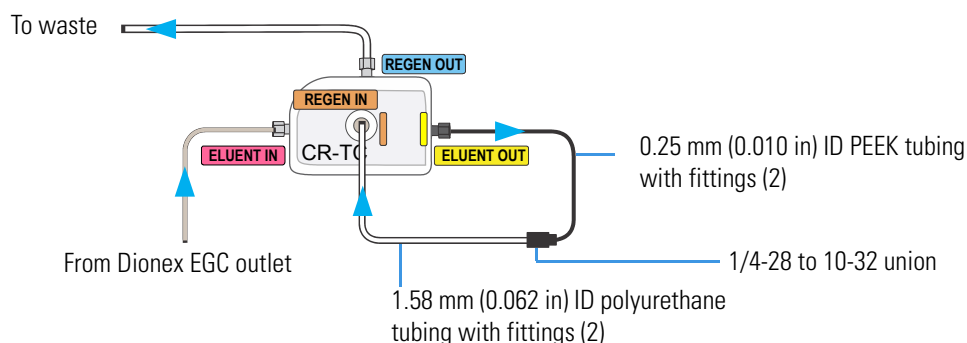 To waste
REGEN OUT
REGEN IN
ELUENT IN
CR-TC
ELUENT OUT
0.25 mm (0.010 in) ID PEEK tubing
with fittings (2)
From Dionex EGC outlet
1/4-28 to 10-32 union
1.58 mm (0.062 in) ID polyurethane
tubing with fittings (2)